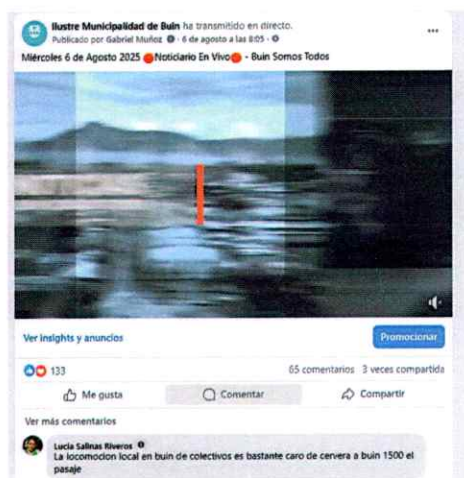 Ilustre Municipalidad de Buin ha transmitido en directo.
Publicado por Gabriel Muñoz · 6 de agosto a las 8:05 ·
Miércoles 6 de Agosto 2025 🔴Noticiario En Vivo🔴 - Buin Somos Todos
Ver insights y anuncios
Promocionar
133
65 comentarios 3 veces compartida
Me gusta
Comentar
Compartir
Ver más comentarios
Lucia Salinas Riveros
La locomocion local en buin de colectivos es bastante caro de cervera a buin 1500 el
pasaje